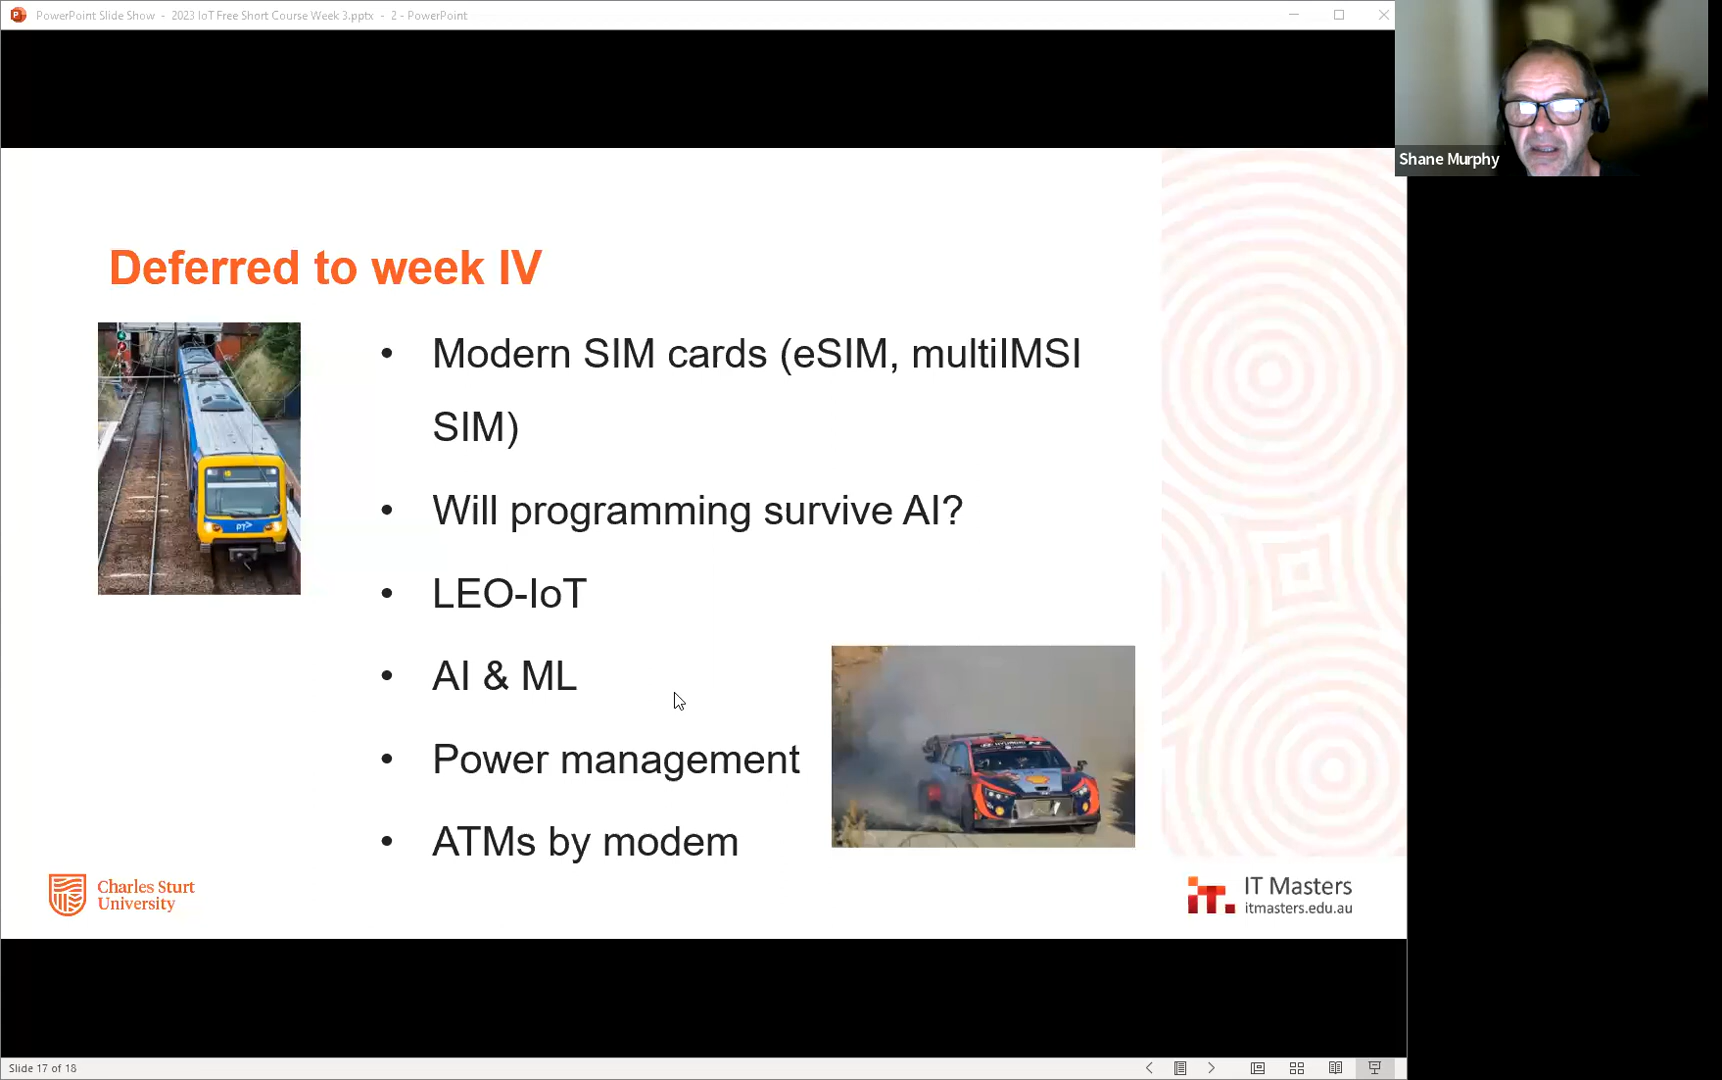 PowerPoint Slide Show - 2023 IoT Free Short Course Week 3.pptx - 2 - PowerPoint
Shane Murphy
Deferred to week IV
• Modern SIM cards (eSIM, multiIMSI
SIM)
• Will programming survive AI?
• LEO-IoT
• AI & ML
• Power management
• ATMs by modem
Charles Sturt
University
it.
IT Masters
itmasters.edu.au
Slide 17 of 18